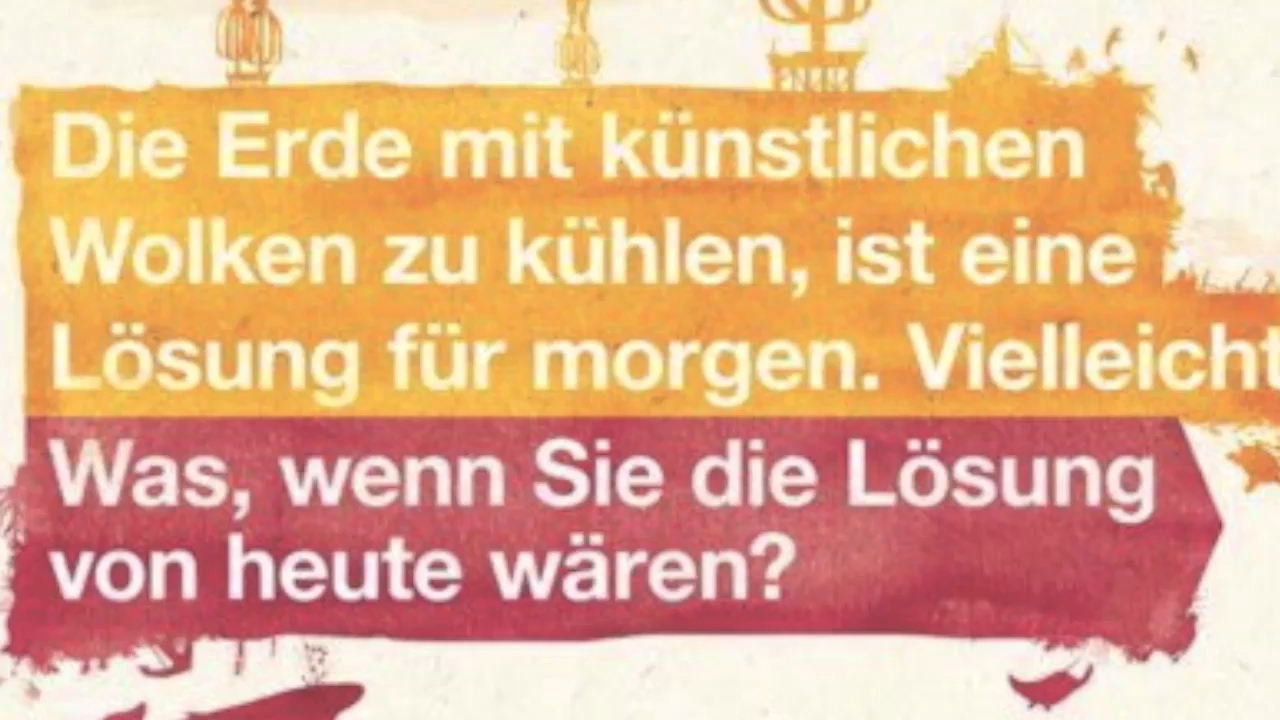 Die Erde mit künstlichen
Wolken zu kühlen, ist eine
Lösung für morgen. Vielleicht
Was, wenn Sie die Lösung
von heute wären?